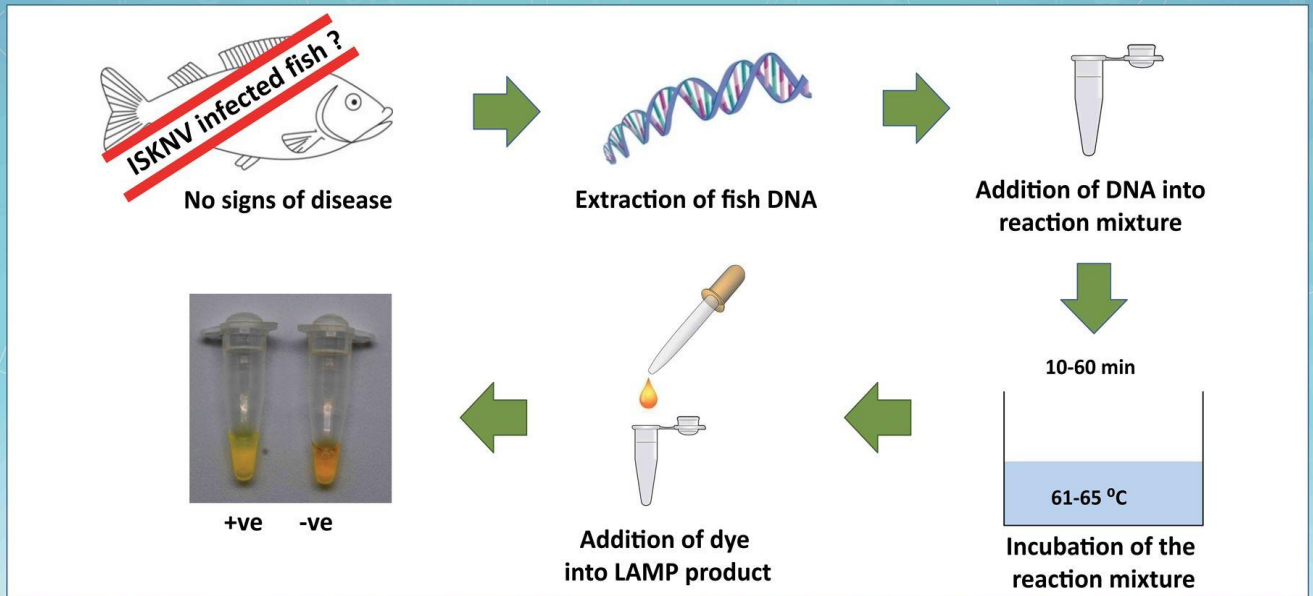 ISKNV infected fish ?
No signs of disease
Extraction of fish DNA
Addition of DNA into
reaction mixture
10-60 min
61-65 ⁰C
Incubation of the
reaction mixture
Addition of dye
into LAMP product
+ve -ve